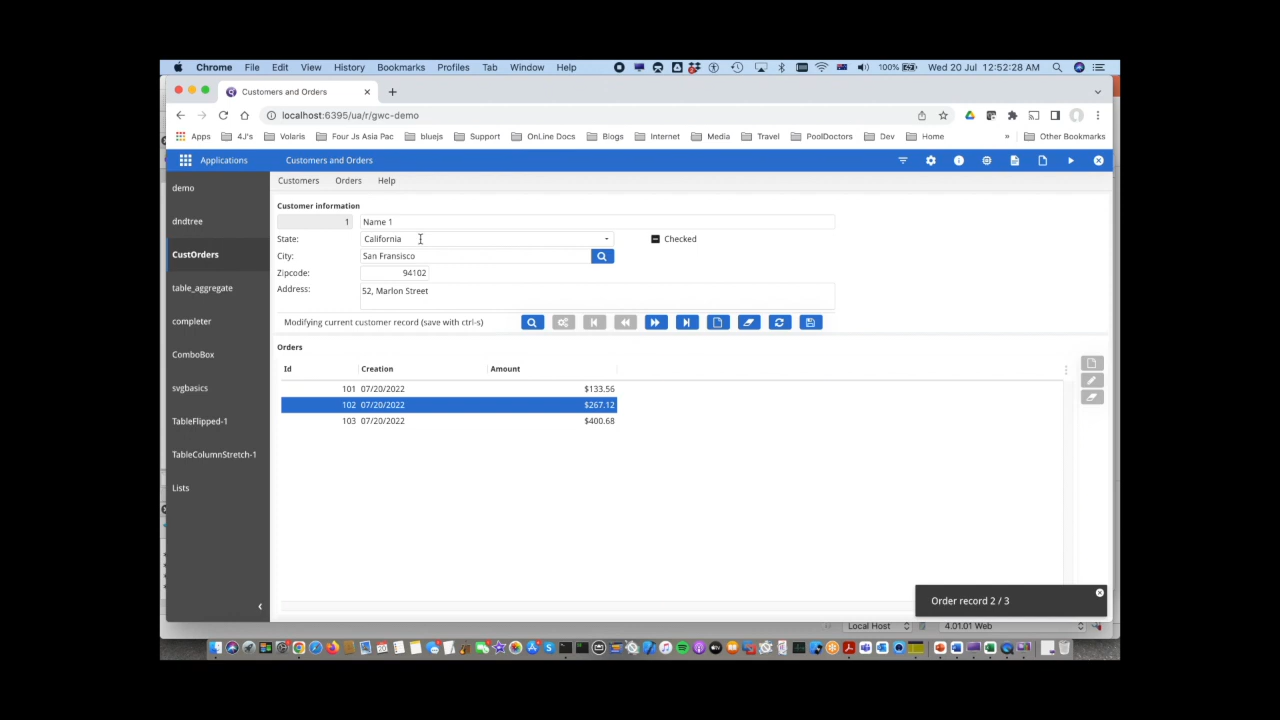 Chrome File Edit View History Bookmarks Profiles Tab Window Help 100% Wed 20 Jul 12:52:28 AM
Customers and Orders
localhost:6395/ua/r/gwc-demo
Apps 4J's Volaris Four Js Asia Pac bluejs Support OnLine Docs Blogs Internet Media Travel PoolDoctors Dev Home » Other Bookmarks
Applications Customers and Orders
demo
dndtree
CustOrders
table_aggregate
completer
ComboBox
svgbasics
TableFlipped-1
TableColumnStretch-1
Lists
Customers Orders Help
Customer information
1 Name 1
State: California Checked
City: San Fransisco
Zipcode: 94102
Address: 52, Marlon Street
Modifying current customer record (save with ctrl-s)
Orders
Id Creation Amount
101 07/20/2022 $133.56
102 07/20/2022 $267.12
103 07/20/2022 $400.68
Order record 2 / 3
Local Host 4.01.01 Web